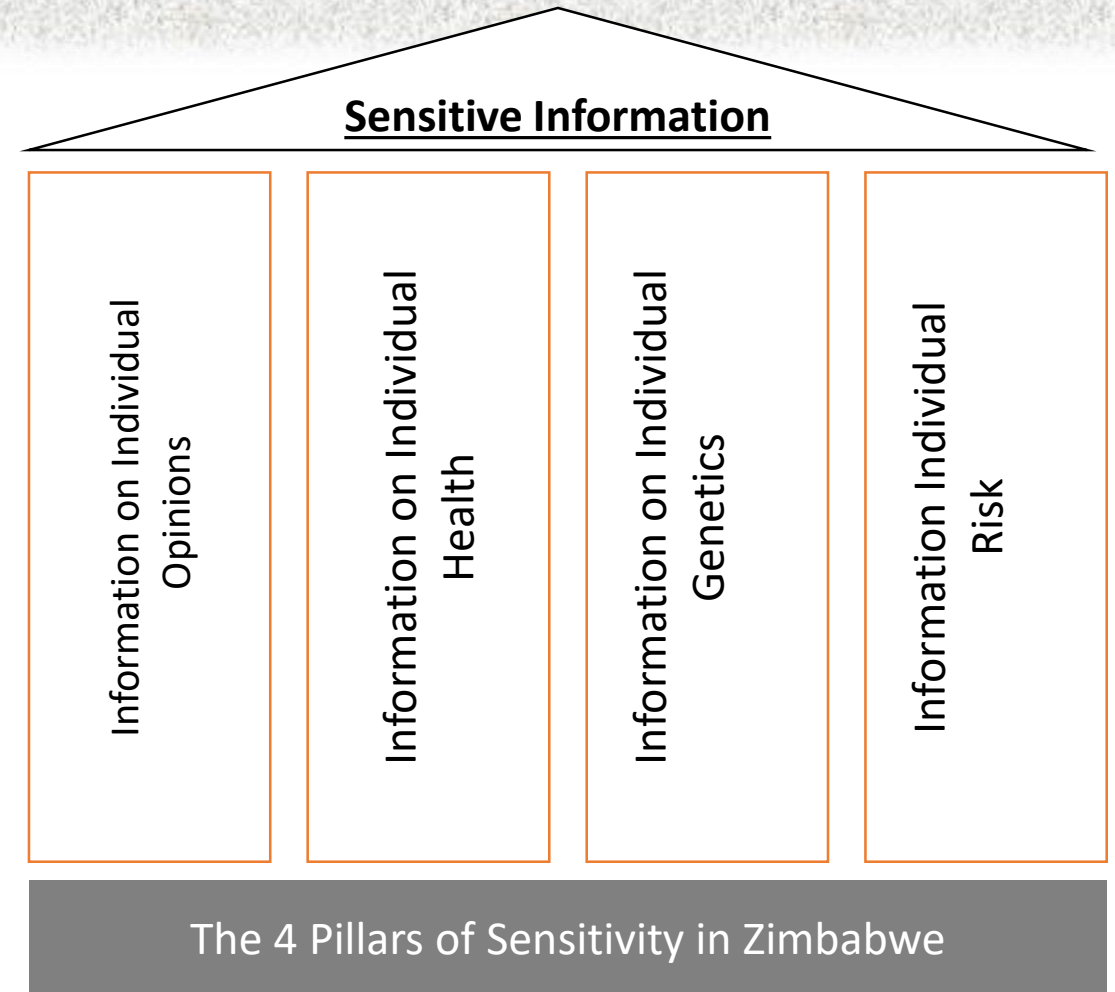 Sensitive Information
Information on Individual
Opinions
Information on Individual
Health
Information on Individual
Genetics
Information Individual
Risk
The 4 Pillars of Sensitivity in Zimbabwe